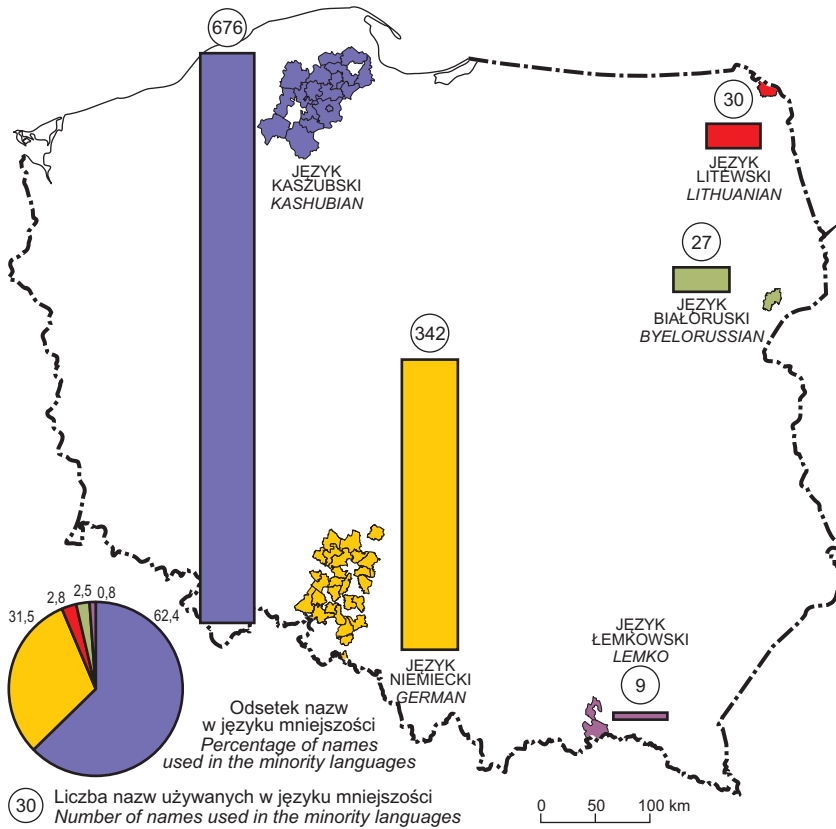 676
JĘZYK
KASZUBSKI
KASHUBIAN
30
JĘZYK
LITEWSKI
LITHUANIAN
27
JĘZYK
BIAŁORUSKI
BYELORUSSIAN
342
JĘZYK
NIEMIECKI
GERMAN
JĘZYK
ŁEMKOWSKI
LEMKO
9
31,5
2,8
2,5
0,8
62,4
Odsetek nazw
w języku mniejszości
Percentage of names
used in the minority languages
30 Liczba nazw używanych w języku mniejszości
Number of names used in the minority languages
0 50 100 km